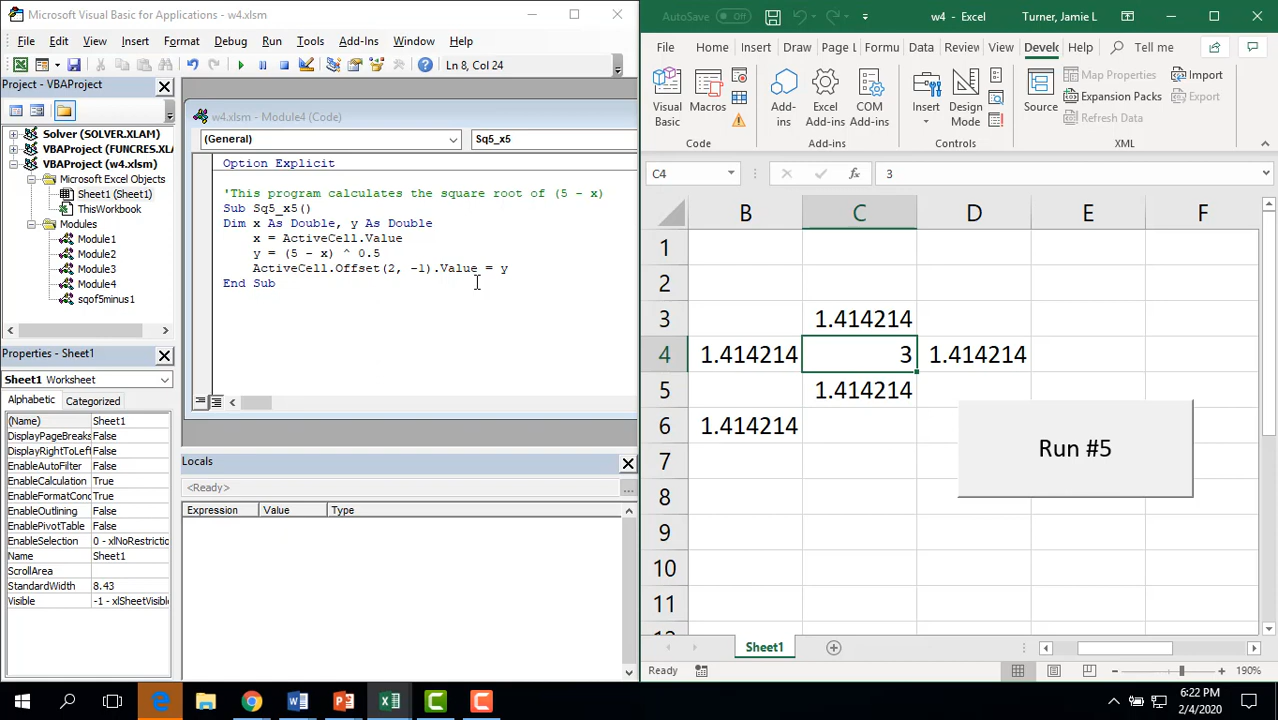 Microsoft Visual Basic for Applications - w4.xlsm
File Edit View Insert Format Debug Run Tools Add-Ins Window Help
Ln 8, Col 24
Project - VBAProject
Solver (SOLVER.XLAM)
VBAProject (FUNCRES.XLA
VBAProject (w4.xlsm)
Microsoft Excel Objects
Sheet1 (Sheet1)
ThisWorkbook
Modules
Module1
Module2
Module3
Module4
sqof5minus1
Properties - Sheet1
Sheet1 Worksheet
Alphabetic Categorized
(Name) Sheet1
DisplayPageBreaks False
DisplayRightToLeft False
EnableAutoFilter False
EnableCalculation True
EnableFormatCond True
EnableOutlining False
EnablePivotTable False
EnableSelection 0 - xlNoRestrictio
Name Sheet1
ScrollArea
StandardWidth 8.43
Visible -1 - xlSheetVisibl
w4.xlsm - Module4 (Code)
(General) Sq5_x5
Option Explicit
'This program calculates the square root of (5 - x)
Sub Sq5_x5()
Dim x As Double, y As Double
x = ActiveCell.Value
y = (5 - x) ^ 0.5
ActiveCell.Offset(2, -1).Value = y
End Sub
Locals
<Ready>
...
Expression Value Type
AutoSave Off
w4 - Excel
Turner, Jamie L
File Home Insert Draw Page L Formu Data Review View Develo Help Tell me
Visual Basic
Macros
Code
Add-ins
Excel Add-ins
COM Add-ins
Add-ins
Insert
Design Mode
Controls
Source
Map Properties
Expansion Packs
Refresh Data
Import
Export
XML
C4 fx 3
B C D E F
1
2
3 1.414214
4 1.414214 3 1.414214
5 1.414214
6 1.414214
7
8
9
10
11
Run #5
Sheet1
Ready
190%
6:22 PM
2/4/2020